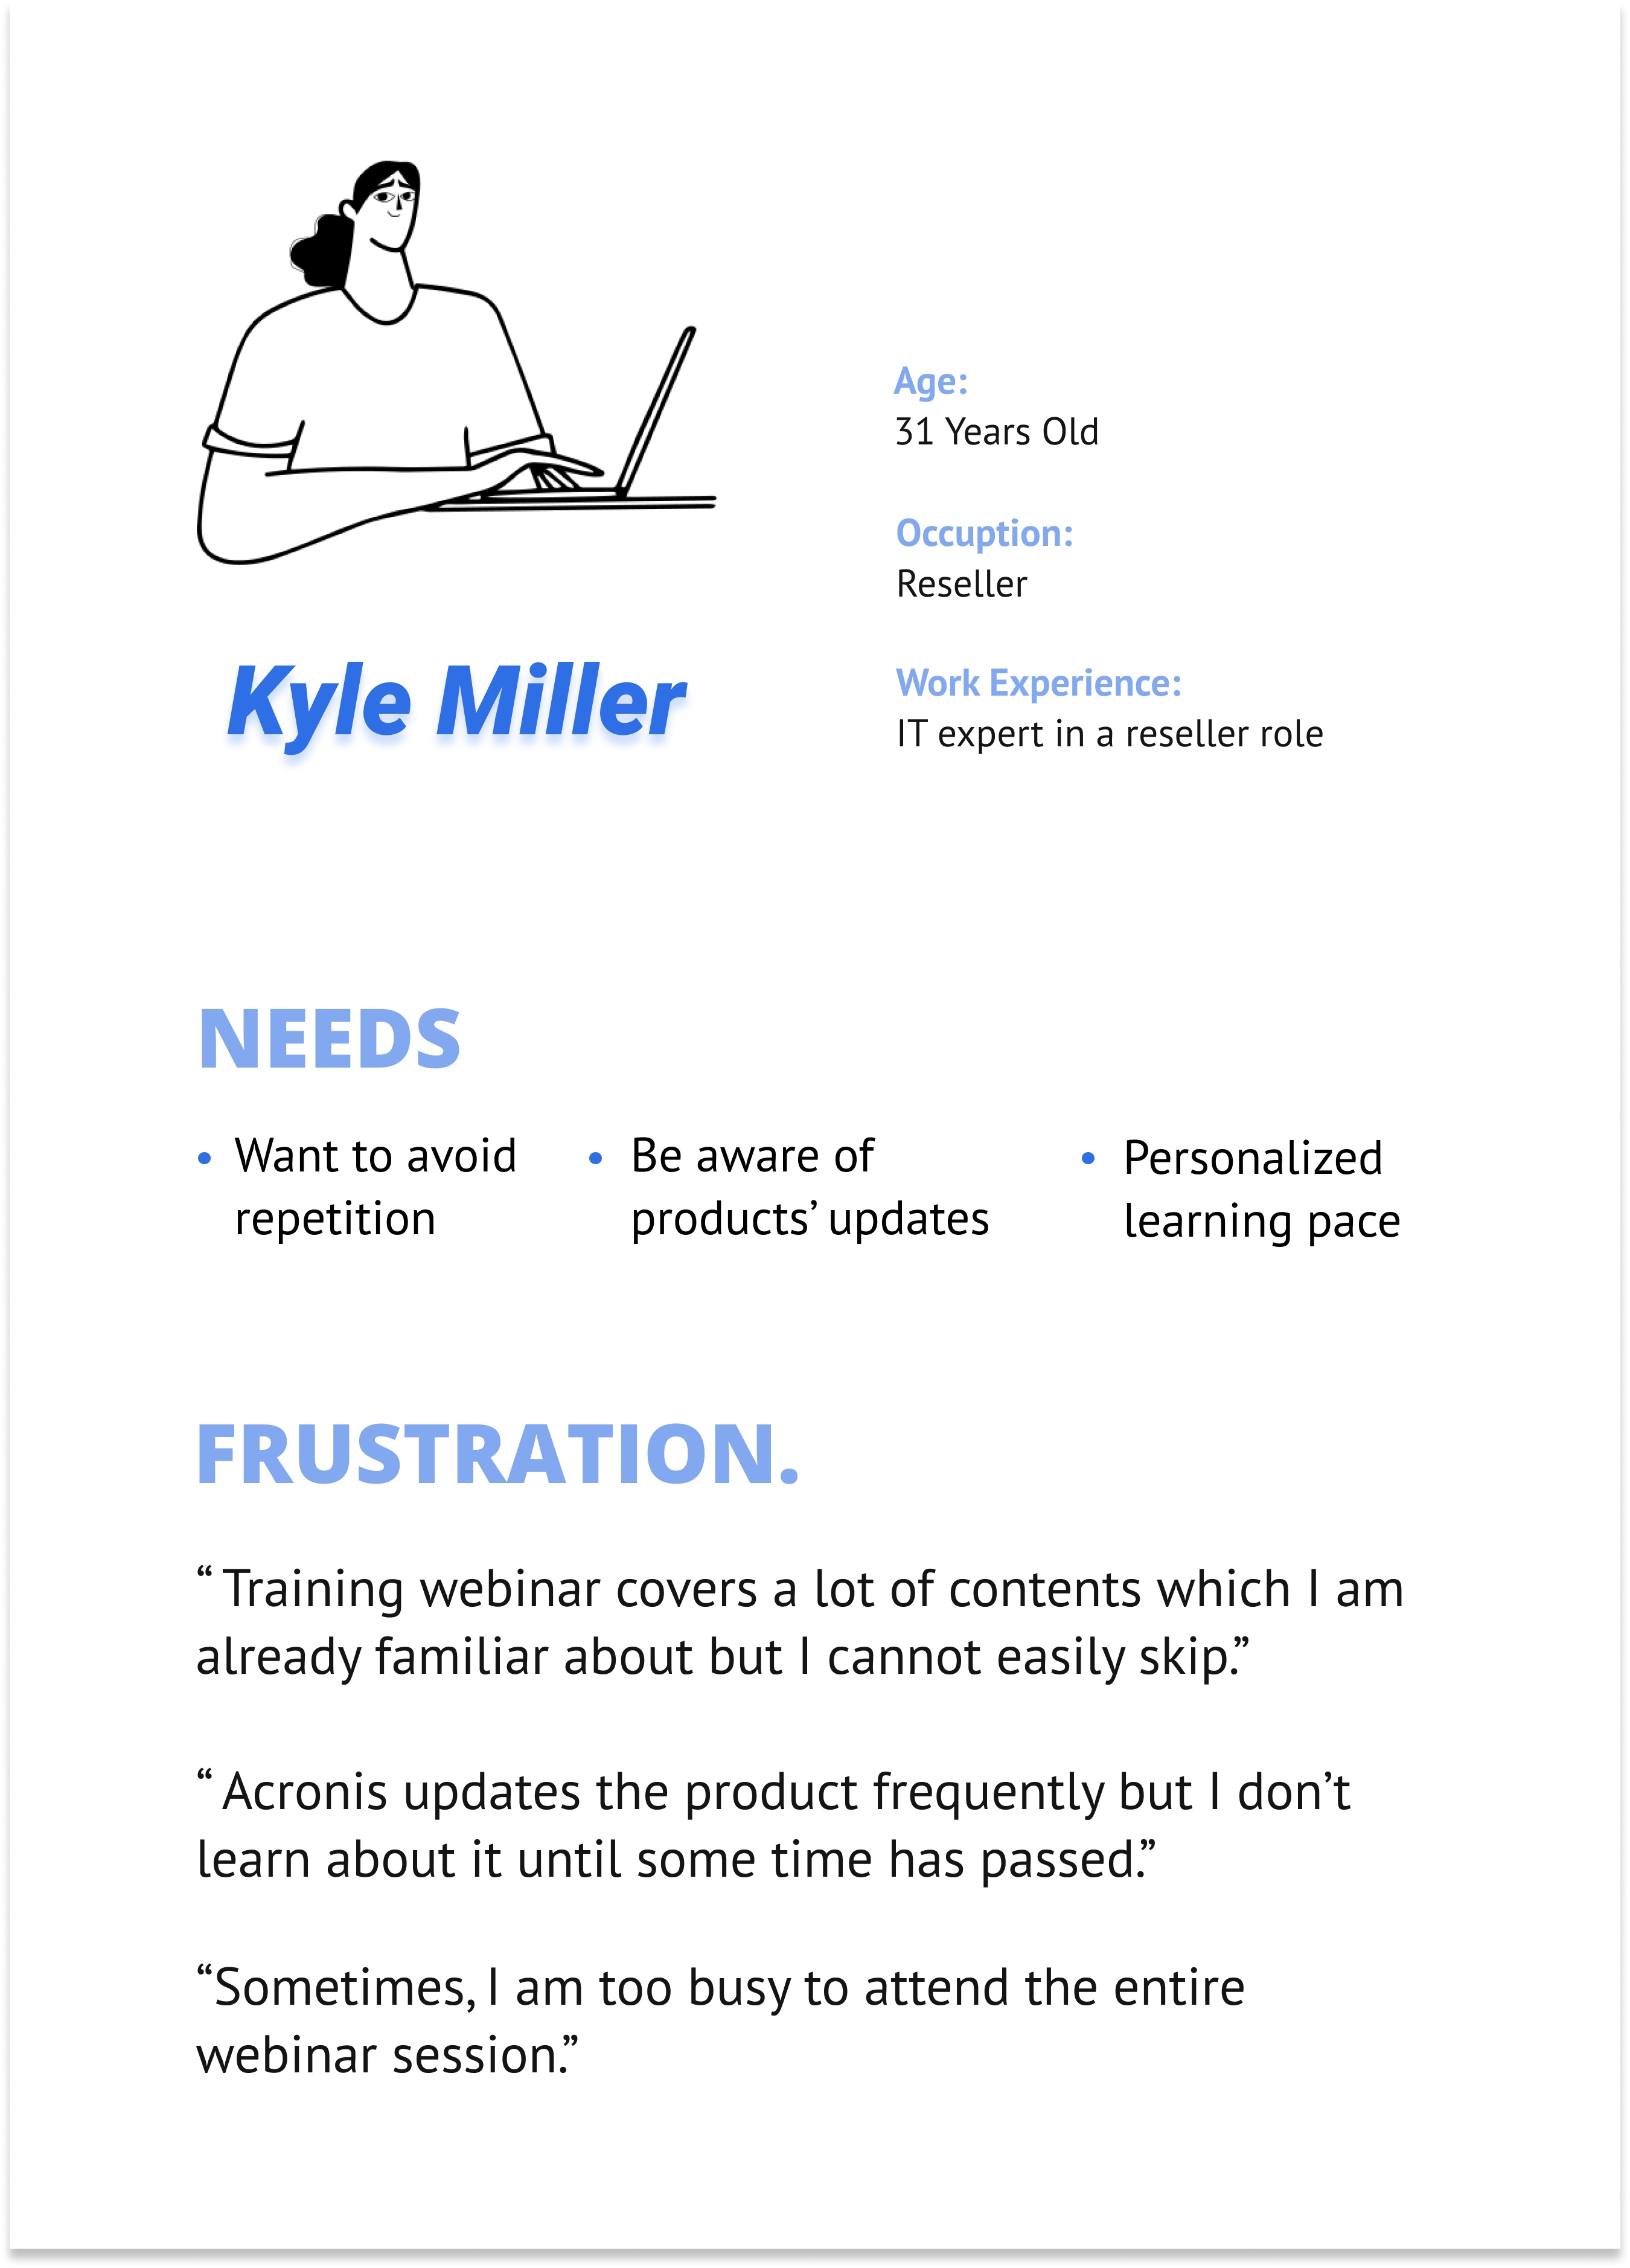 Age:
31 Years Old
Occuption:
Reseller
Kyle Miller
Work Experience:
IT expert in a reseller role
NEEDS
• Want to avoid
repetition
• Be aware of
products’ updates
• Personalized
learning pace
FRUSTRATION.
“ Training webinar covers a lot of contents which I am
already familiar about but I cannot easily skip.”
“ Acronis updates the product frequently but I don’t
learn about it until some time has passed.”
“Sometimes, I am too busy to attend the entire
webinar session.”